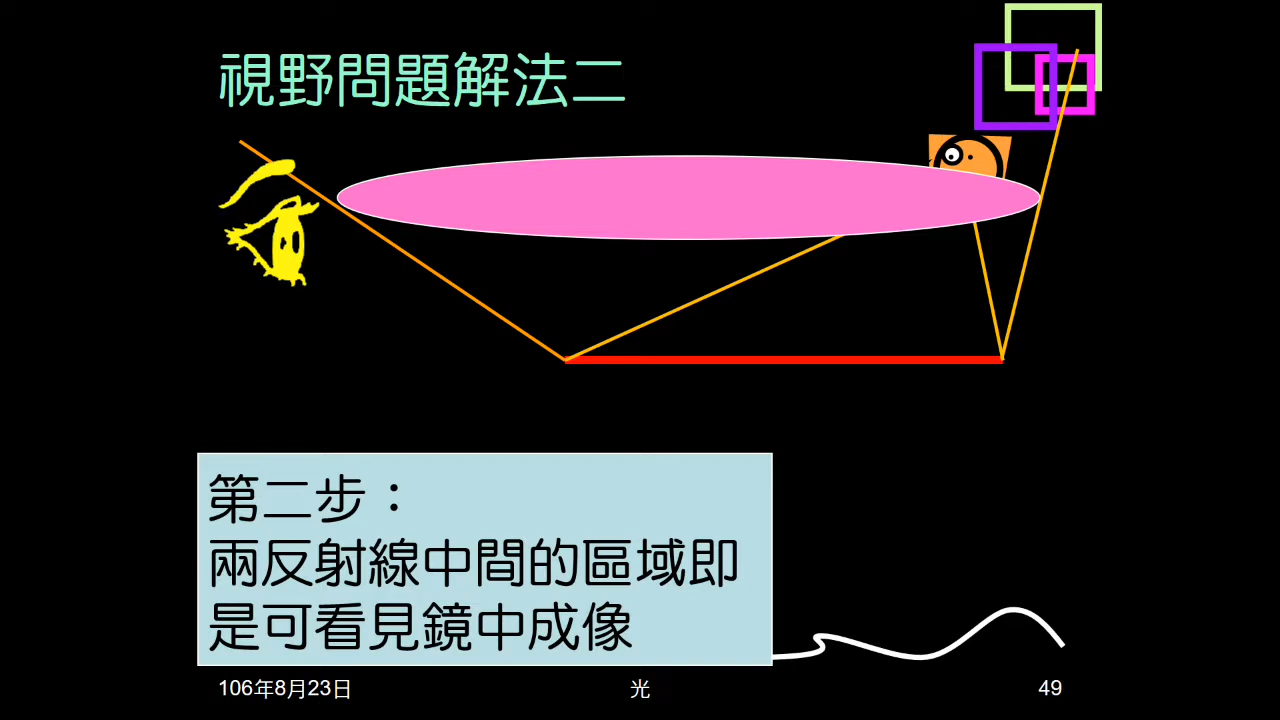 視野問題解法二
第二步：
兩反射線中間的區域即
是可看見鏡中成像
106年8月23日
光
49